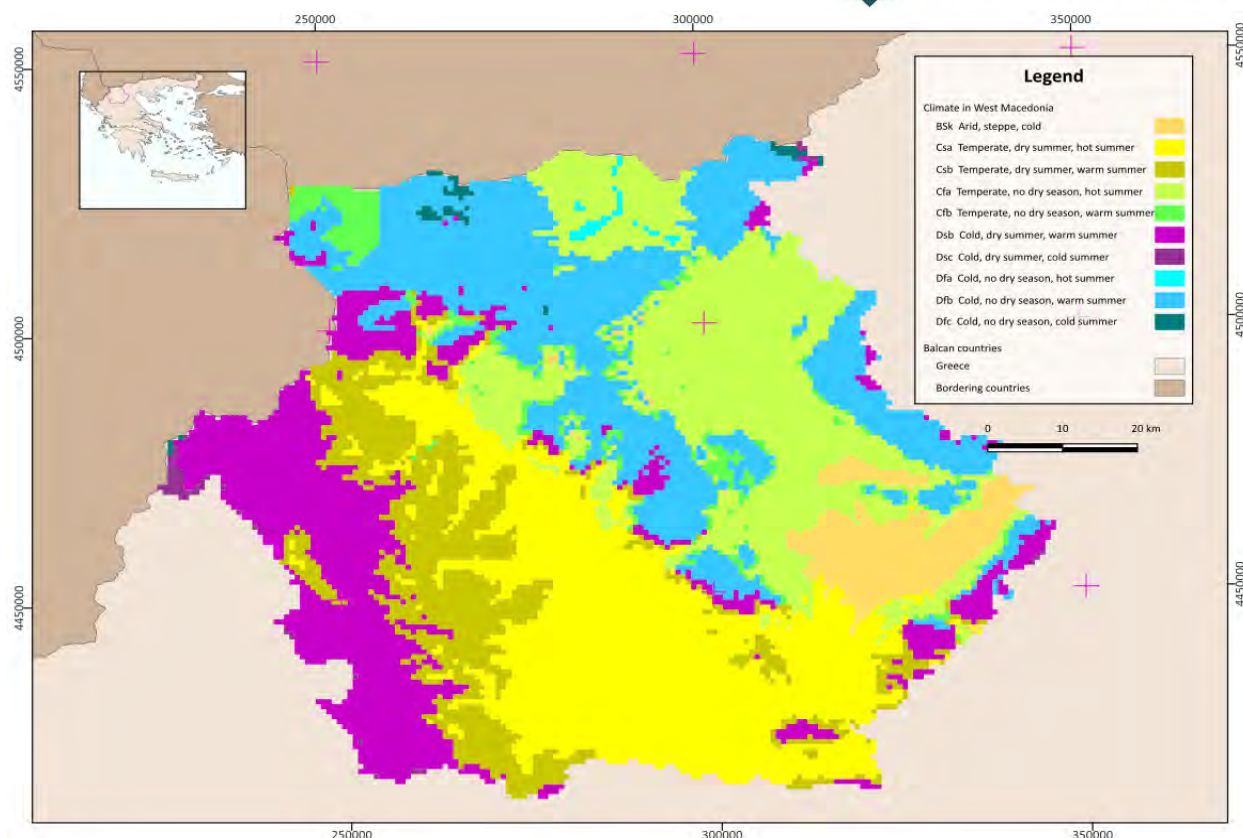 250000
300000
350000
4550000
4550000
Legend
Climate in West Macedonia
BSk Arid, steppe, cold
Csa Temperate, dry summer, hot summer
Csb Temperate, dry summer, warm summer
Cfa Temperate, no dry season, hot summer
Cfb Temperate, no dry season, warm summer
Dsb Cold, dry summer, warm summer
Dsc Cold, dry summer, cold summer
Dfa Cold, no dry season, hot summer
Dfb Cold, no dry season, warm summer
Dfc Cold, no dry season, cold summer
Balcan countries
Greece
Bordering countries
0 10 20 km
4500000
4500000
4450000
4450000
250000
300000
350000